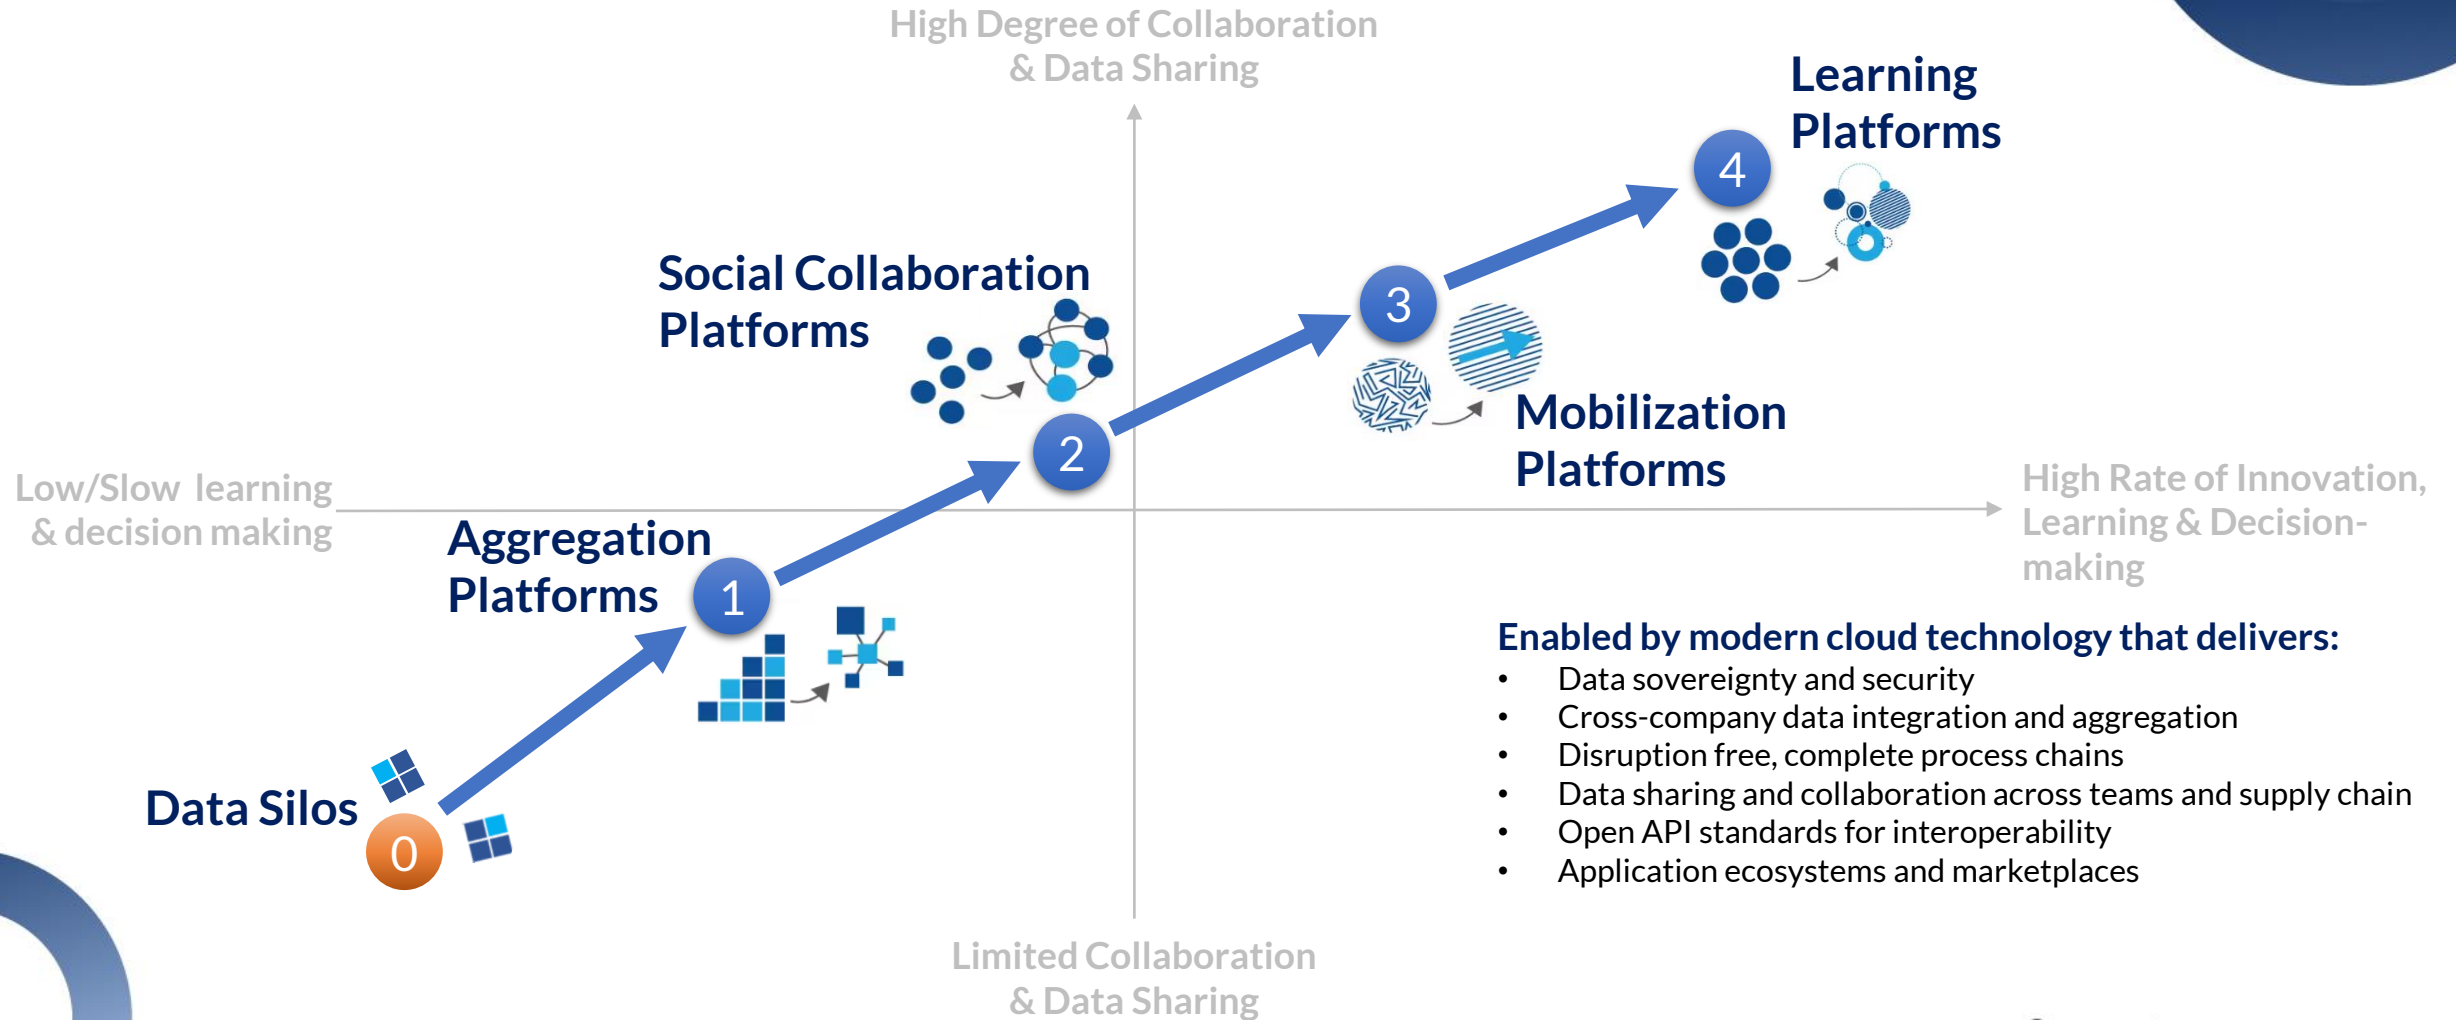 High Degree of Collaboration
& Data Sharing
Learning
Platforms
4
Social Collaboration
Platforms
3
Mobilization
Platforms
2
Low/Slow learning
& decision making
High Rate of Innovation,
Learning & Decision-
making
Aggregation
Platforms
1
Enabled by modern cloud technology that delivers:
• Data sovereignty and security
• Cross-company data integration and aggregation
• Disruption free, complete process chains
• Data sharing and collaboration across teams and supply chain
• Open API standards for interoperability
• Application ecosystems and marketplaces
Data Silos
0
Limited Collaboration
& Data Sharing